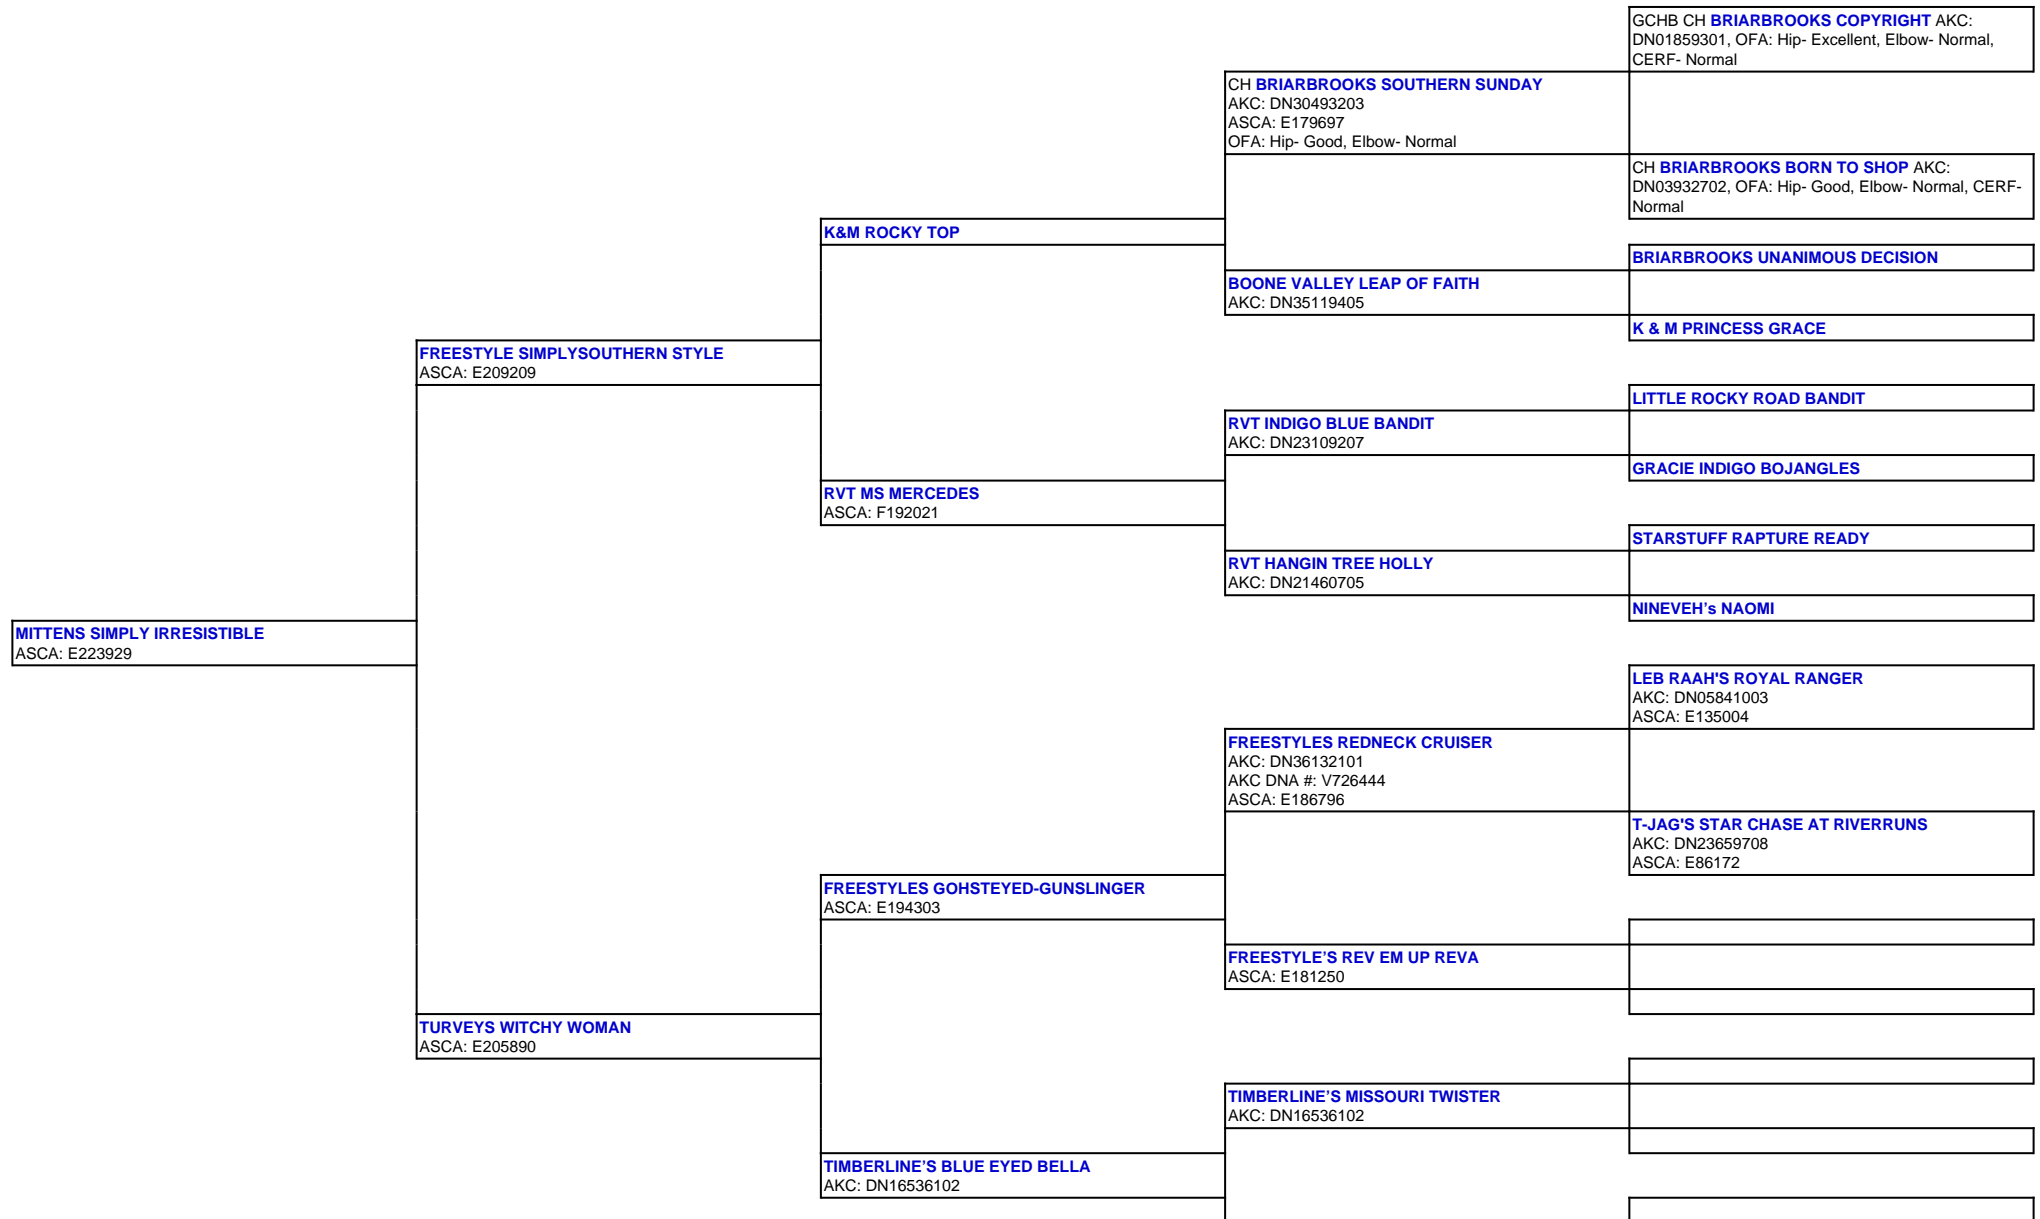 GCHB CH BRIARBROOKS COPYRIGHT AKC:
DN01859301, OFA: Hip- Excellent, Elbow- Normal,
CERF- Normal
CH BRIARBROOKS SOUTHERN SUNDAY
AKC: DN30493203
ASCA: E179697
OFA: Hip- Good, Elbow- Normal
CH BRIARBROOKS BORN TO SHOP AKC:
DN03932702, OFA: Hip- Good, Elbow- Normal, CERF-
Normal
K&M ROCKY TOP
BRIARBROOKS UNANIMOUS DECISION
BOONE VALLEY LEAP OF FAITH
AKC: DN35119405
K & M PRINCESS GRACE
FREESTYLE SIMPLYSOUTHERN STYLE
ASCA: E209209
LITTLE ROCKY ROAD BANDIT
RVT INDIGO BLUE BANDIT
AKC: DN23109207
GRACIE INDIGO BOJANGLES
RVT MS MERCEDES
ASCA: F192021
STARSTUFF RAPTURE READY
RVT HANGIN TREE HOLLY
AKC: DN21460705
NINEVEH's NAOMI
MITTENS SIMPLY IRRESISTIBLE
ASCA: E223929
LEB RAAH'S ROYAL RANGER
AKC: DN05841003
ASCA: E135004
FREESTYLES REDNECK CRUISER
AKC: DN36132101
AKC DNA #: V726444
ASCA: E186796
T-JAG'S STAR CHASE AT RIVERRUNS
AKC: DN23659708
ASCA: E86172
FREESTYLES GOHSTEYED-GUNSLINGER
ASCA: E194303
FREESTYLE’S REV EM UP REVA
ASCA: E181250
TURVEYS WITCHY WOMAN
ASCA: E205890
TIMBERLINE’S MISSOURI TWISTER
AKC: DN16536102
TIMBERLINE’S BLUE EYED BELLA
AKC: DN16536102